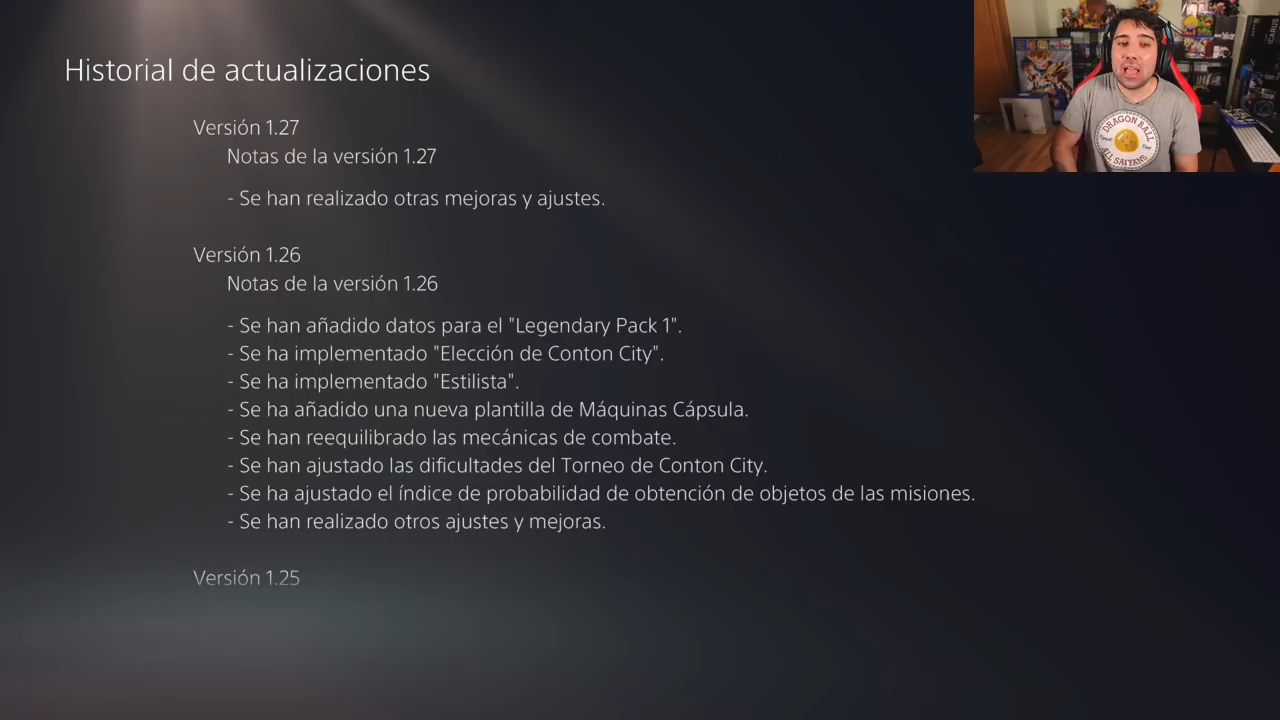 Historial de actualizaciones
Versión 1.27
Notas de la versión 1.27
- Se han realizado otras mejoras y ajustes.
Versión 1.26
Notas de la versión 1.26
- Se han añadido datos para el "Legendary Pack 1".
- Se ha implementado "Elección de Conton City".
- Se ha implementado "Estilista".
- Se ha añadido una nueva plantilla de Máquinas Cápsula.
- Se han reequilibrado las mecánicas de combate.
- Se han ajustado las dificultades del Torneo de Conton City.
- Se ha ajustado el índice de probabilidad de obtención de objetos de las misiones.
- Se han realizado otros ajustes y mejoras.
Versión 1.25
DRAGON BALL
ALL SAIYANS
ICARUS